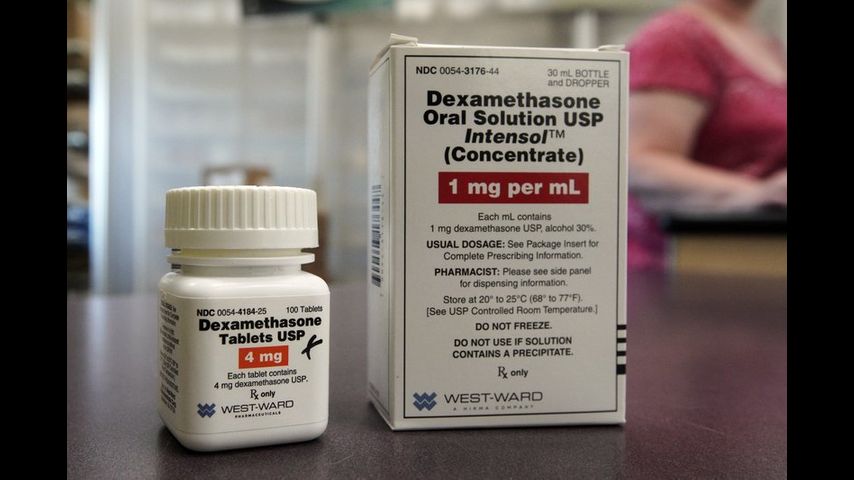 NDC 0054-4184-25 100 Tablets
Dexamethasone
Tablets USP
4 mg
Each tablet contains
4 mg dexamethasone USP.
Rx only
WEST-WARD
PHARMACEUTICALS
NDC 0054-3176-44
30 mL BOTTLE
and DROPPER
Dexamethasone
Oral Solution USP
Intensol™
(Concentrate)
1 mg per mL
Each mL contains
1 mg dexamethasone USP, alcohol 30%.
USUAL DOSAGE: See Package Insert for
Complete Prescribing Information.
PHARMACIST: Please see side panel
for dispensing information.
Store at 20° to 25°C (68° to 77°F).
[See USP Controlled Room Temperature.]
DO NOT FREEZE.
DO NOT USE IF SOLUTION
CONTAINS A PRECIPITATE.
Rx only
WEST-WARD
A HIKMA COMPANY